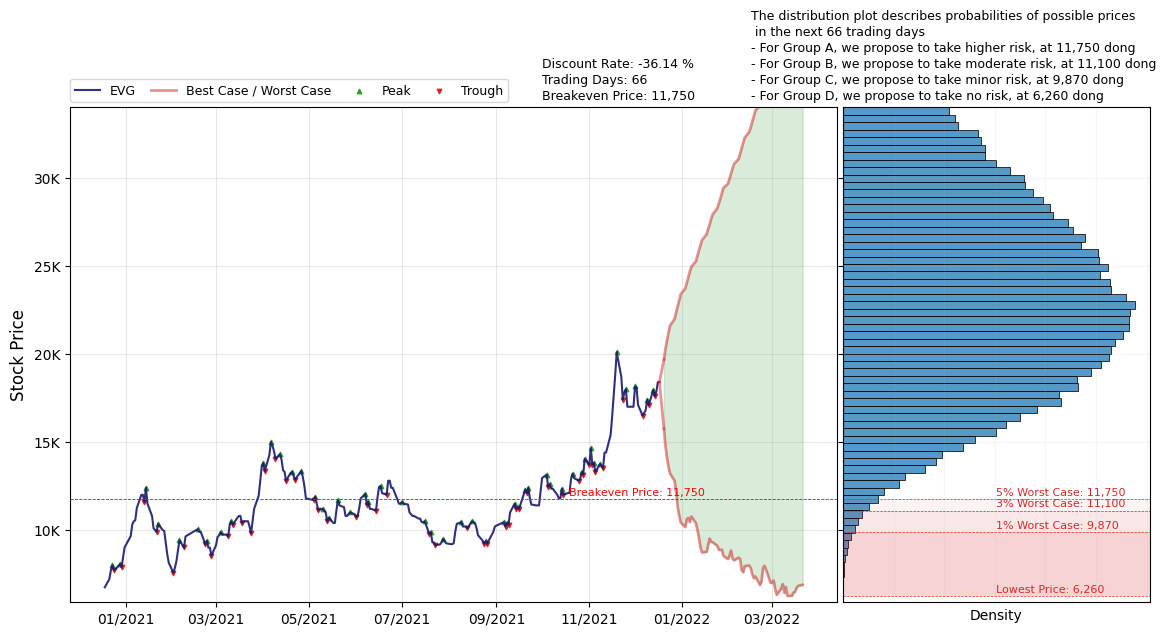 The distribution plot describes probabilities of possible prices
in the next 66 trading days
- For Group A, we propose to take higher risk, at 11,750 dong
- For Group B, we propose to take moderate risk, at 11,100 dong
- For Group C, we propose to take minor risk, at 9,870 dong
- For Group D, we propose to take no risk, at 6,260 dong
Discount Rate: -36.14 %
Trading Days: 66
Breakeven Price: 11,750
EVG
Best Case / Worst Case
Peak
Trough
Stock Price
30K
25K
20K
15K
10K
Breakeven Price: 11,750
01/2021
03/2021
05/2021
07/2021
09/2021
11/2021
01/2022
03/2022
5% Worst Case: 11,750
3% Worst Case: 11,100
1% Worst Case: 9,870
Lowest Price: 6,260
Density